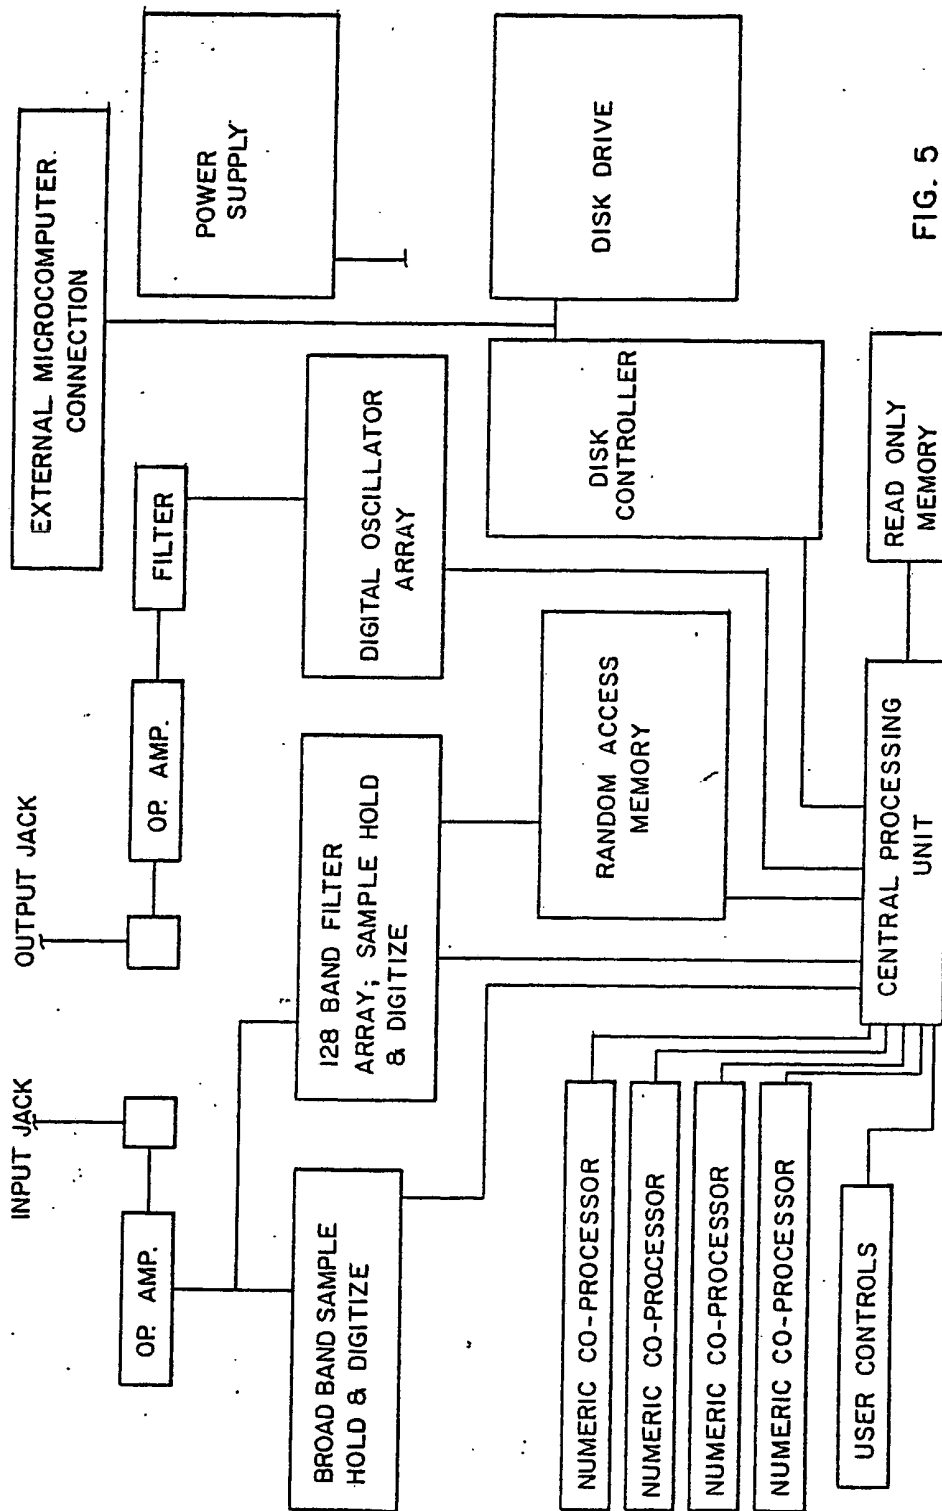 INPUT JACK
OUTPUT JACK
EXTERNAL MICROCOMPUTER.
CONNECTION
OP. AMP.
OP. AMP.
FILTER
POWER
SUPPLY
BROAD BAND SAMPLE
HOLD & DIGITIZE
128 BAND FILTER
ARRAY; SAMPLE HOLD
& DIGITIZE
DIGITAL OSCILLATOR
ARRAY
RANDOM ACCESS
MEMORY
DISK
CONTROLLER
DISK DRIVE
NUMERIC CO-PROCESSOR
NUMERIC CO-PROCESSOR
NUMERIC CO-PROCESSOR
NUMERIC CO-PROCESSOR
USER CONTROLS
CENTRAL PROCESSING
UNIT
READ ONLY
MEMORY
FIG. 5